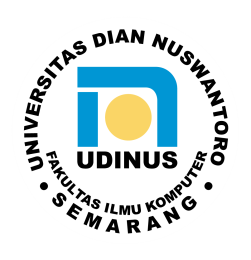 UNIVERSITAS DIAN NUSWANTORO
UDINUS
FAKULTAS ILMU KOMPUTER
• SEMARANG •